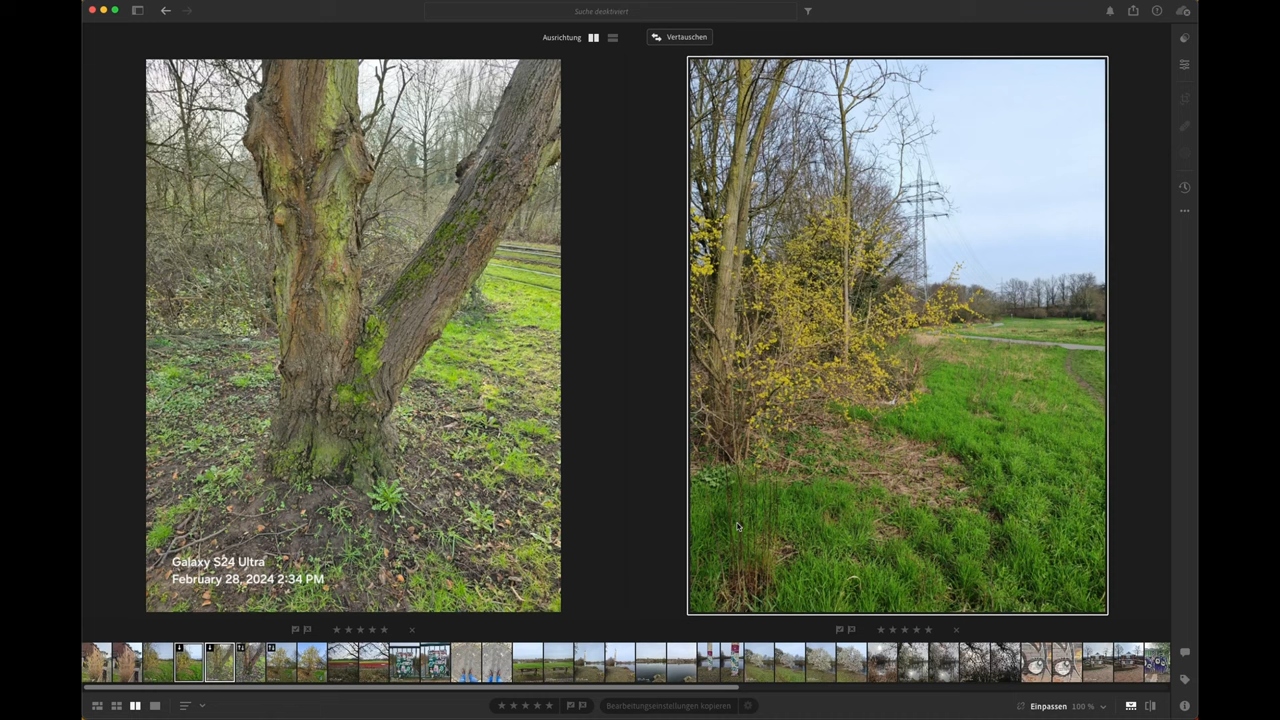 Suche deaktiviert
Ausrichtung
Vertauschen
Galaxy S24 Ultra
February 28, 2024 2:34 PM
Bearbeitungseinstellungen kopieren
Einpassen 100 %